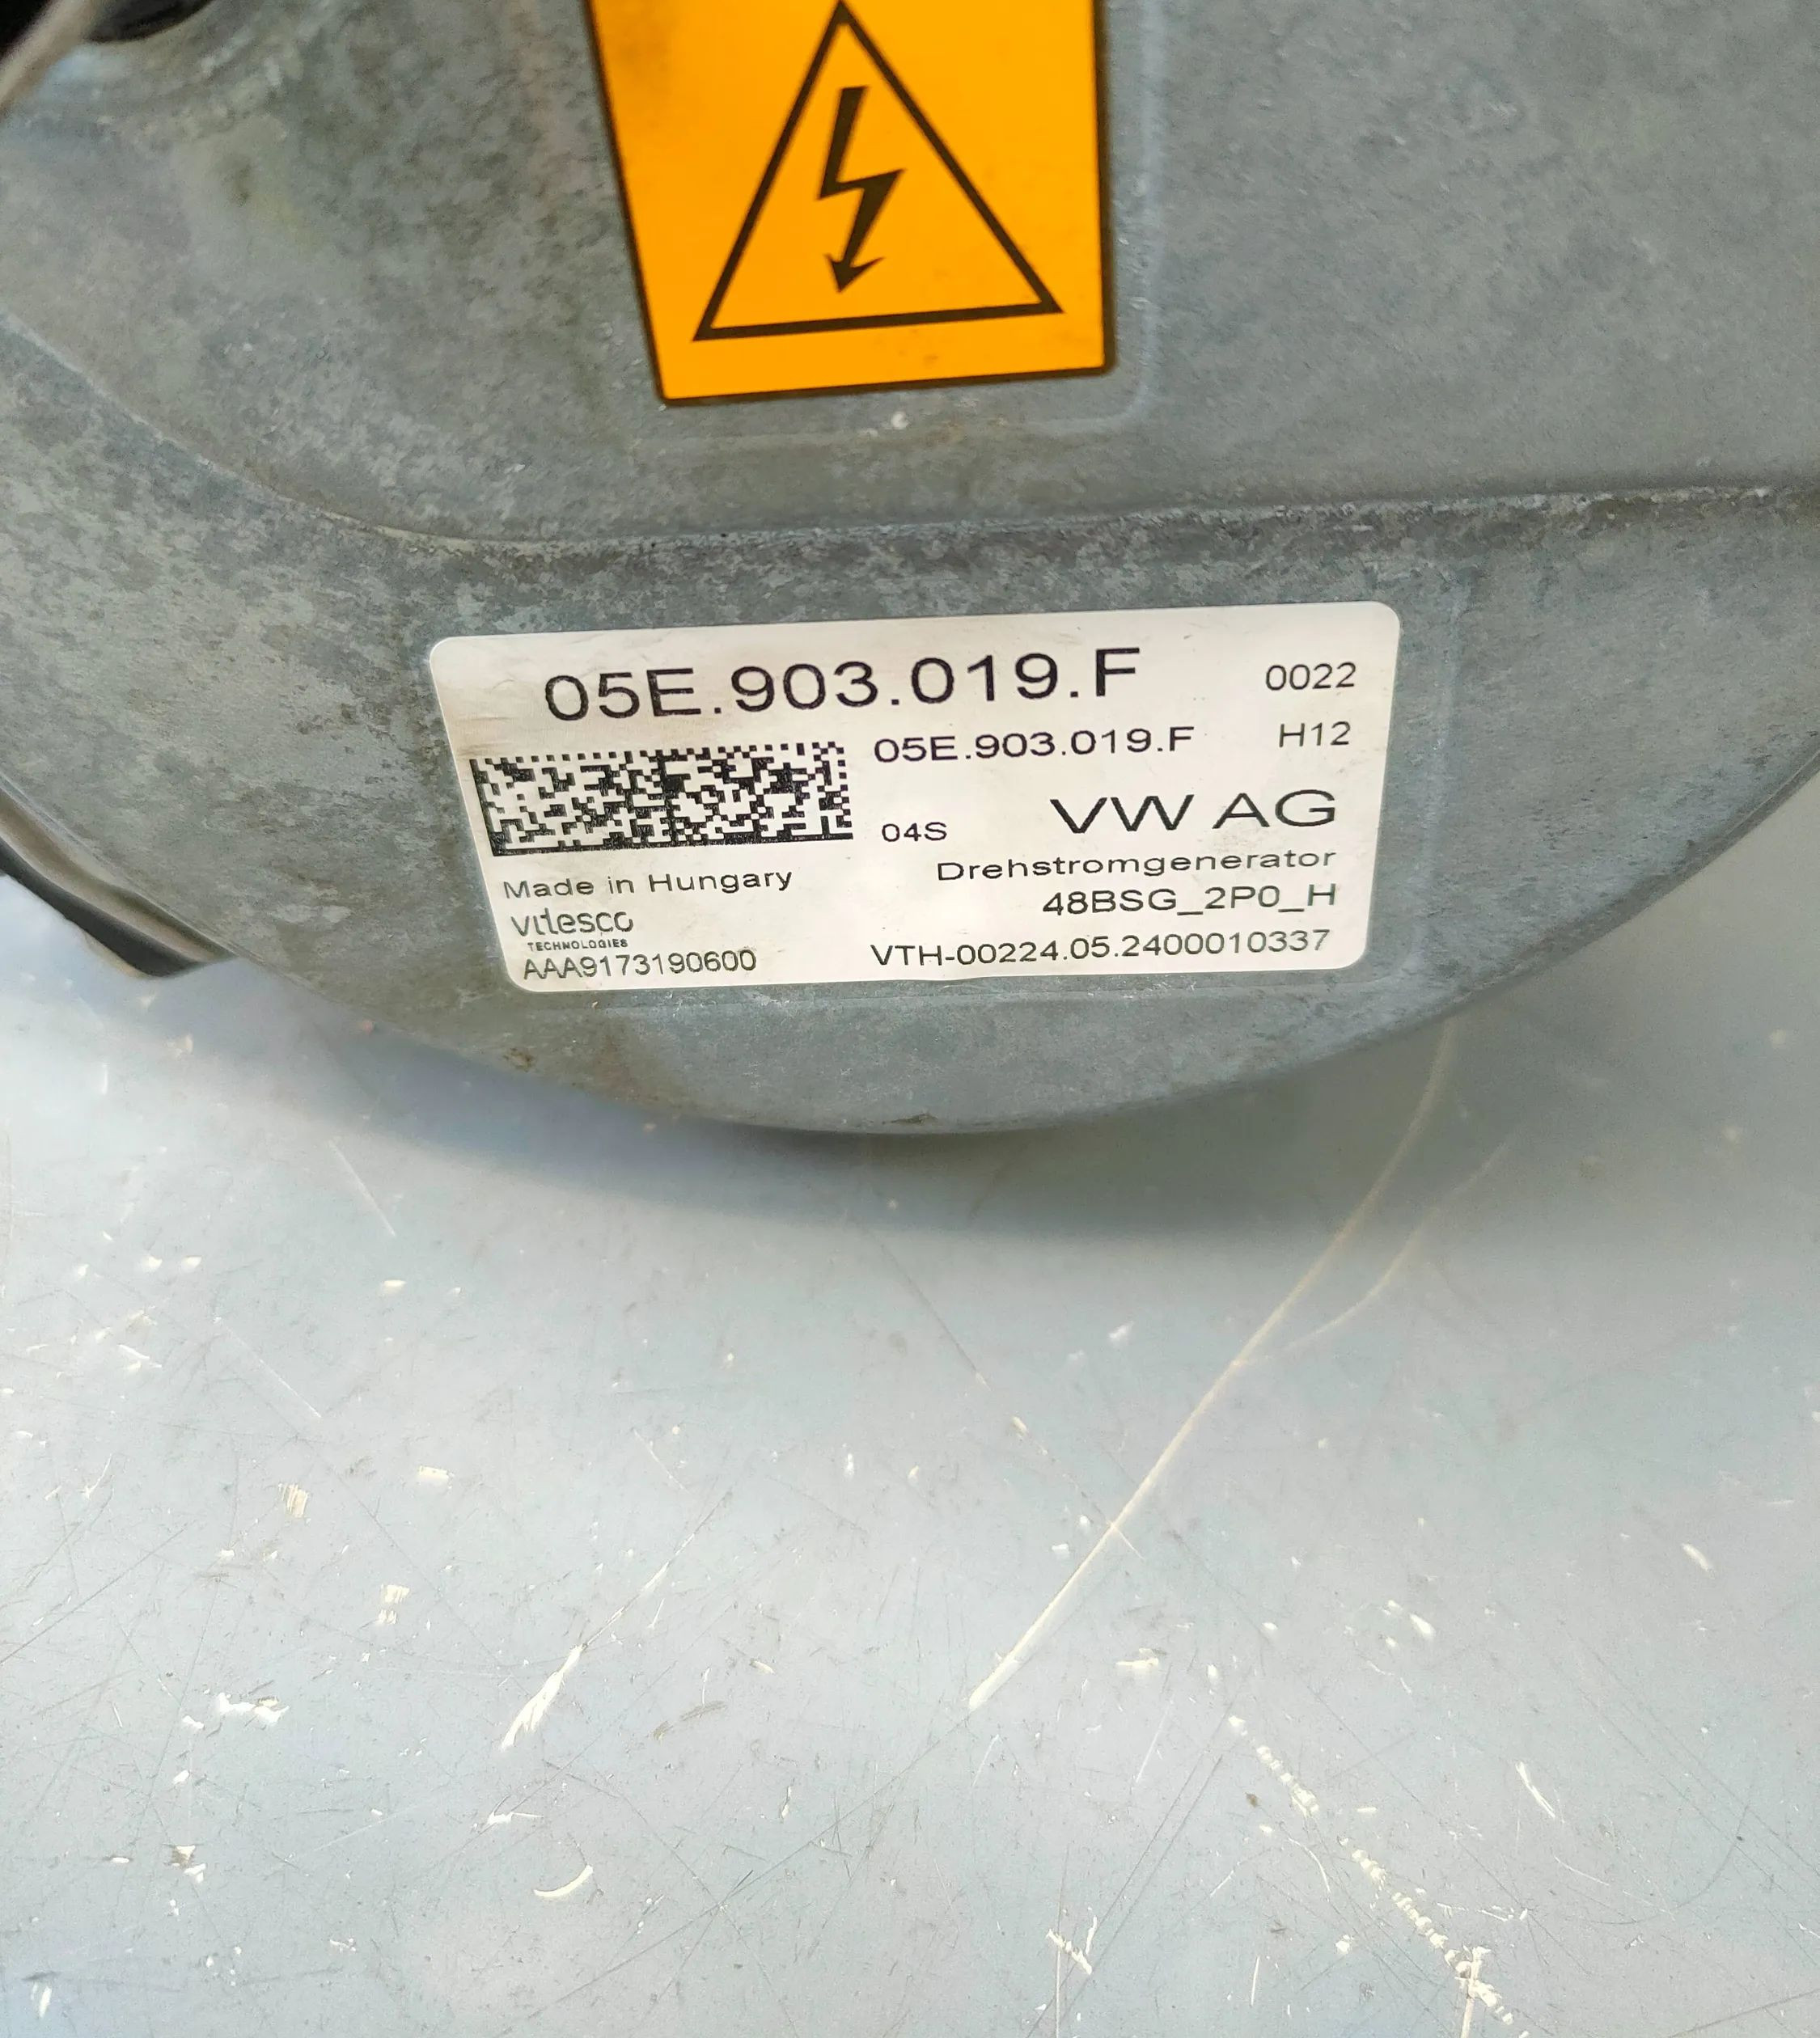 05E.903.019.F 0022
05E.903.019.F H12
04S VW AG
Drehstromgenerator
Made in Hungary
48BSG_2P0_H
vitesco
TECHNOLOGIES
AAA9173190600
VTH-00224.05.2400010337